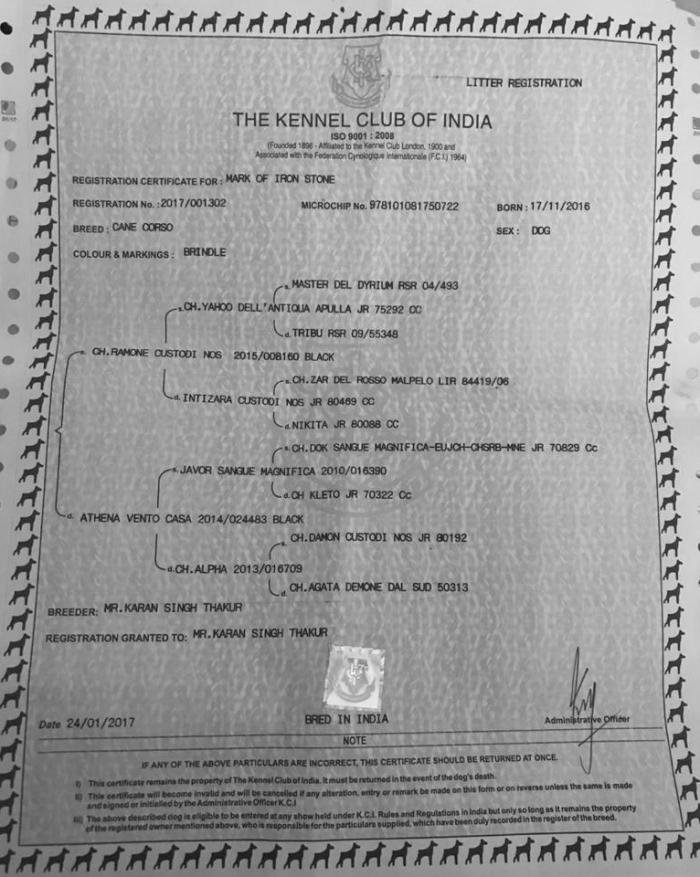 LITTER REGISTRATION
THE KENNEL CLUB OF INDIA
ISO 9001 : 2008
(Founded 1896 - Affiliated to the Kennel Club London, 1900 and
Associated with the Federation Cynologique Internationale (F.C.I.) 1964)
REGISTRATION CERTIFICATE FOR : MARK OF IRON STONE
REGISTRATION No. : 2017/001302 MICROCHIP No. 978101081750722 BORN : 17/11/2016
BREED : CANE CORSO SEX : DOG
COLOUR & MARKINGS : BRINDLE
s. MASTER DEL DYRIUM RSR 04/493
s. CH.YAHOO DELL'ANTIQUA APULLA JR 75292 CC
d. TRIBU RSR 09/55348
s. CH.RAMONE CUSTODI NOS 2015/008160 BLACK
s. CH.ZAR DEL ROSSO MALPELO LIR 84419/06
d. INTIZARA CUSTODI NOS JR 80469 CC
d. NIKITA JR 80088 CC
s. CH.DOK SANGUE MAGNIFICA-EUJCH-CHSRB-MNE JR 70829 Cc
s. JAVOR SANGUE MAGNIFICA 2010/016390
d. CH KLETO JR 70322 Cc
d. ATHENA VENTO CASA 2014/024483 BLACK
s. CH.DAMON CUSTODI NOS JR 80192
d. CH.ALPHA 2013/016709
d. CH.AGATA DEMONE DAL SUD 50313
BREEDER: MR.KARAN SINGH THAKUR
REGISTRATION GRANTED TO: MR.KARAN SINGH THAKUR
Date 24/01/2017 BRED IN INDIA Administrative Officer
NOTE
IF ANY OF THE ABOVE PARTICULARS ARE INCORRECT, THIS CERTIFICATE SHOULD BE RETURNED AT ONCE.
i) This certificate remains the property of The Kennel Club of India. It must be returned in the event of the dog's death.
ii) This certificate will become invalid and will be cancelled if any alteration, entry or remark be made on this form or on reverse unless the same is made
and signed or initialled by the Administrative Officer K.C.I
iii) The above described dog is eligible to be entered at any show held under K.C.I. Rules and Regulations in India but only so long as it remains the property
of the registered owner mentioned above, who is responsible for the particulars supplied, which have been duly recorded in the register of the breed.